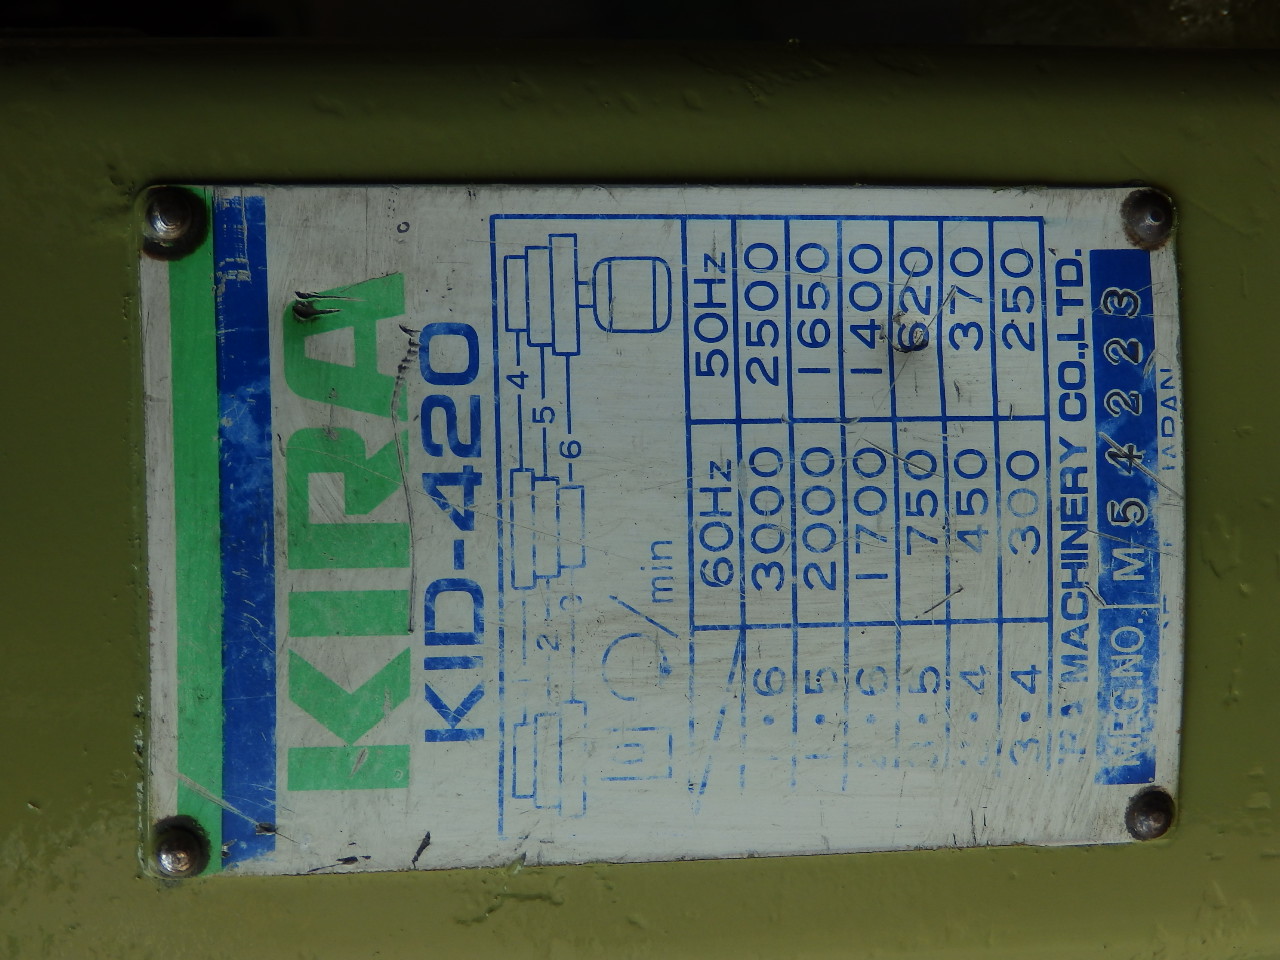 KIRA
KID-420
4
5
6
2
3
/min
60Hz 50Hz
1·6 3000 2500
1·5 2000 1650
2·6 1700 1400
3·5 750 620
2·4 450 370
3·4 300 250
MACHINERY CO.,LTD.
MFG.NO. M 54223
JAPAN